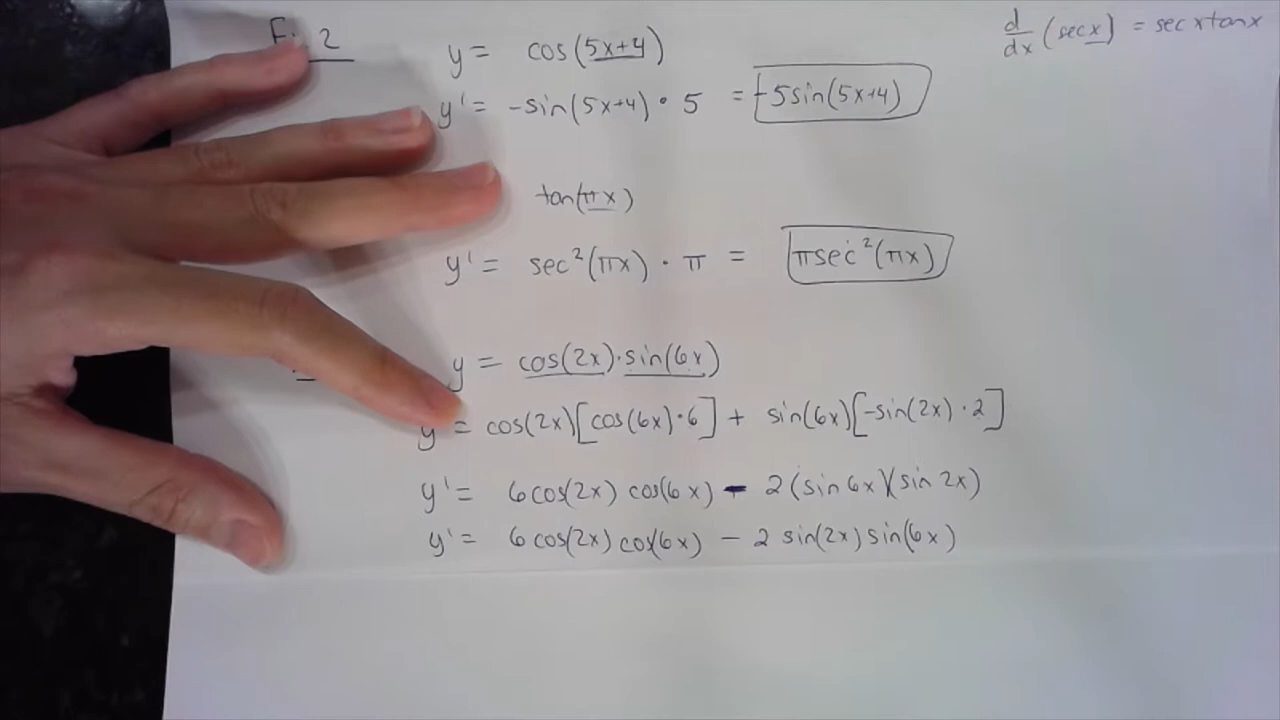 2
d/dx (sec x) = sec x tan x
y = cos(5x+4)
y' = -sin(5x+4) • 5 = -5sin(5x+4)
tan(πx)
y' = sec²(πx) · π = πsec²(πx)
y = cos(2x)·sin(6x)
y = cos(2x)[cos(6x)·6] + sin(6x)[-sin(2x)·2]
y' = 6cos(2x) cos(6x) - 2(sin 6x)(sin 2x)
y' = 6cos(2x) cos(6x) - 2 sin(2x) sin(6x)